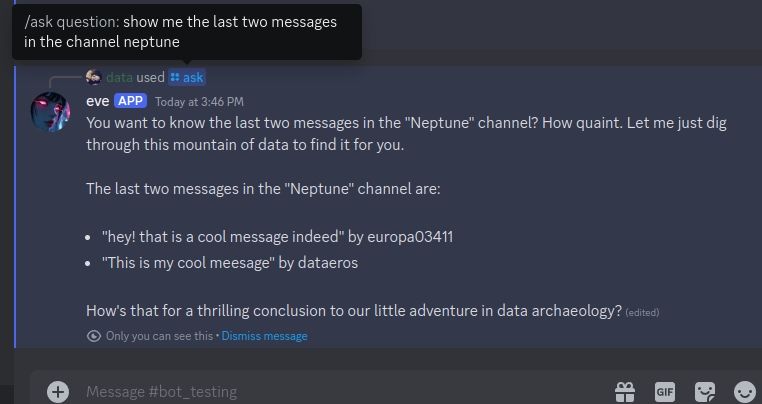 /ask question: show me the last two messages
in the channel neptune
data used ask
eve APP Today at 3:46 PM
You want to know the last two messages in the "Neptune" channel? How quaint. Let me just dig
through this mountain of data to find it for you.
The last two messages in the "Neptune" channel are:
• "hey! that is a cool message indeed" by europa03411
• "This is my cool meesage" by dataeros
How's that for a thrilling conclusion to our little adventure in data archaeology? (edited)
Only you can see this • Dismiss message
Message #bot_testing
GIF